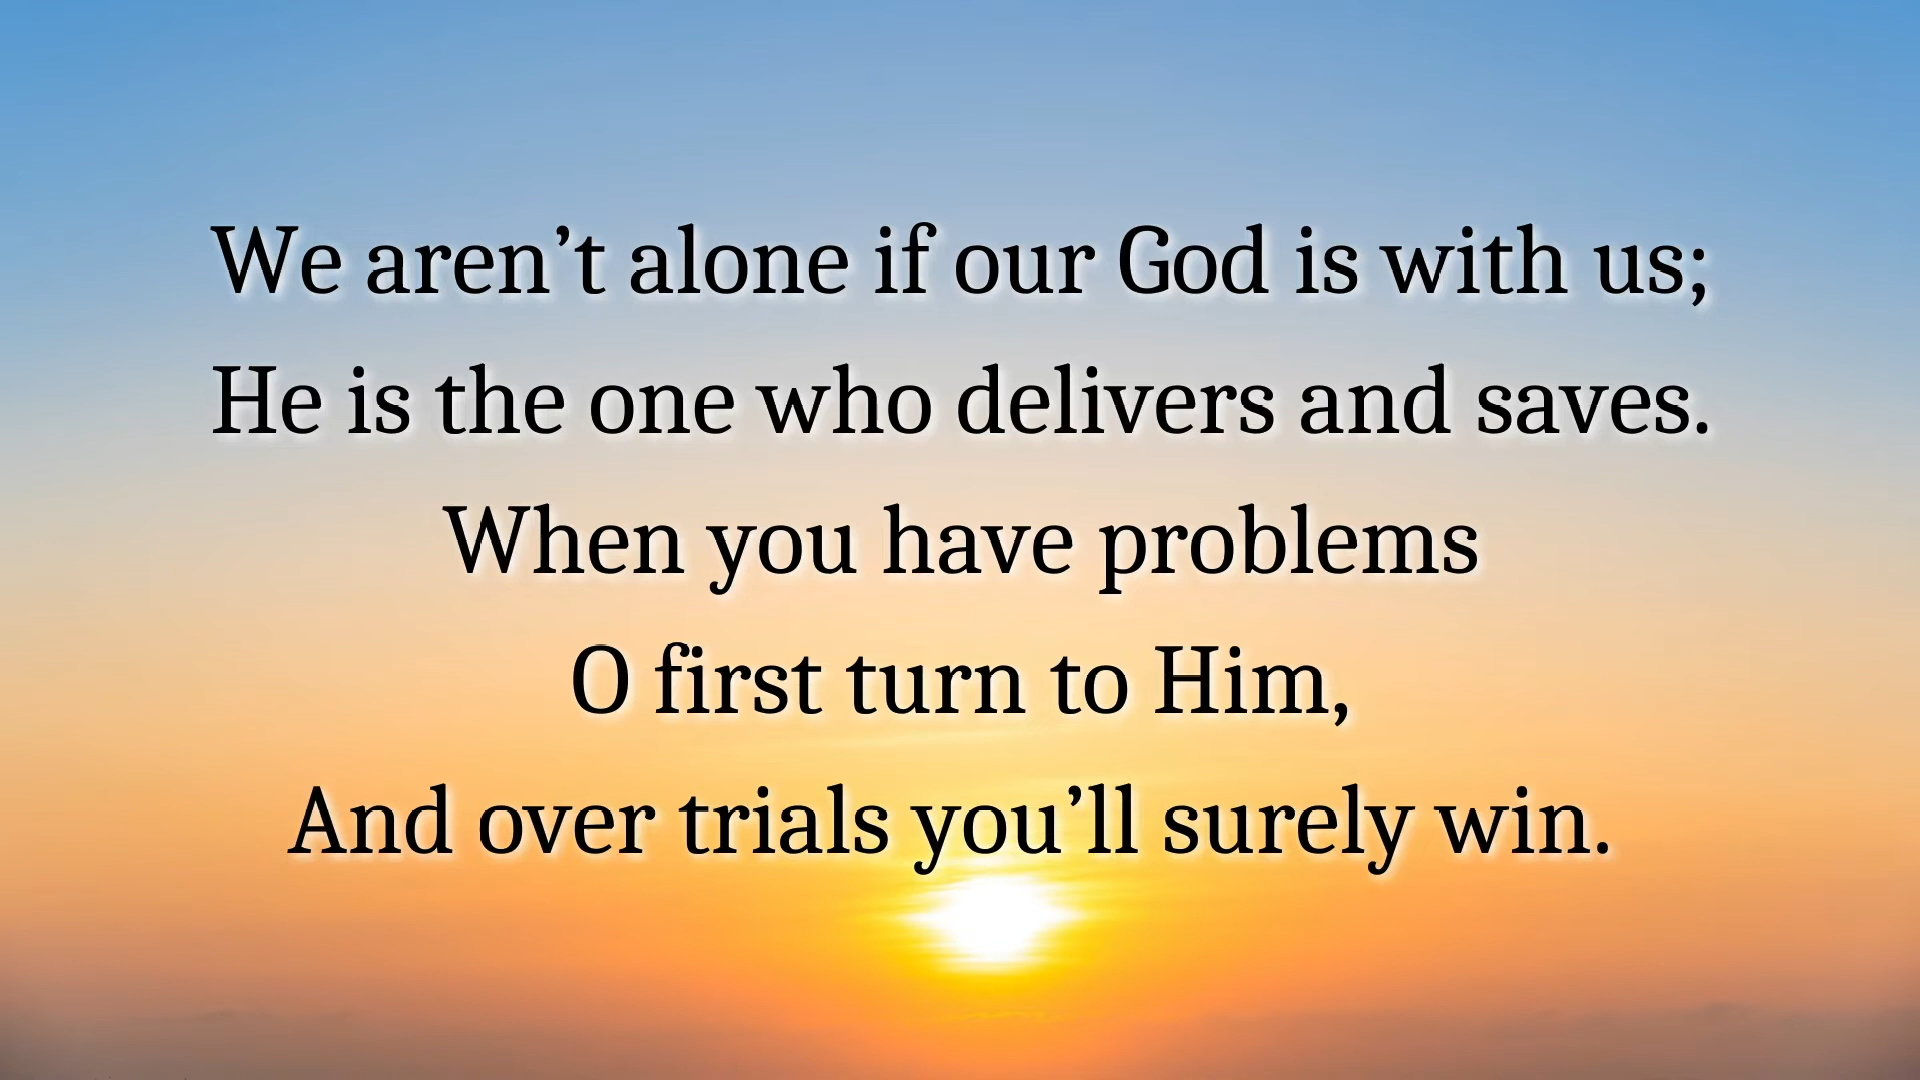 We aren’t alone if our God is with us;
He is the one who delivers and saves.
When you have problems
O first turn to Him,
And over trials you’ll surely win.